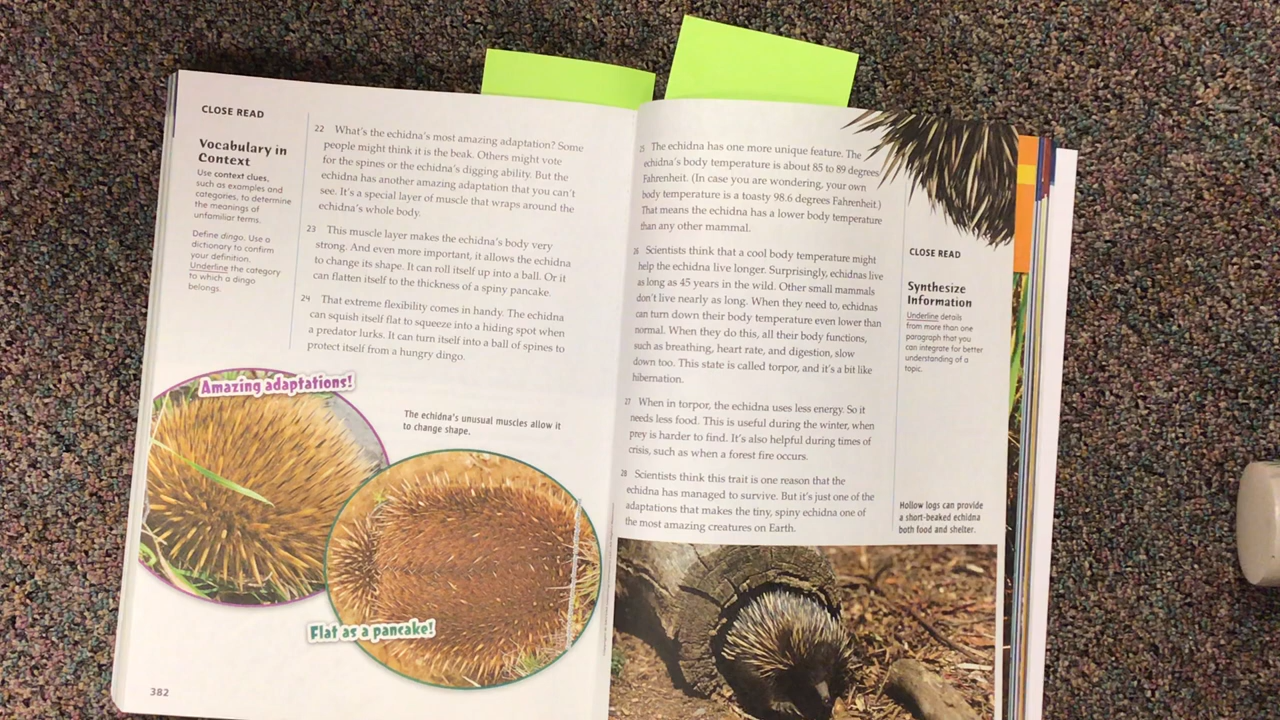 CLOSE READ
Vocabulary in
Context
Use context clues,
such as examples and
categories, to determine
the meanings of
unfamiliar terms.
Define dingo. Use a
dictionary to confirm
your definition.
Underline the category
to which a dingo
belongs.
22 What's the echidna's most amazing adaptation? Some
people might think it is the beak. Others might vote
for the spines or the echidna's digging ability. But the
echidna has another amazing adaptation that you can't
see. It's a special layer of muscle that wraps around the
echidna's whole body.
23 This muscle layer makes the echidna's body very
strong. And even more important, it allows the echidna
to change its shape. It can roll itself up into a ball. Or it
can flatten itself to the thickness of a spiny pancake.
24 That extreme flexibility comes in handy. The echidna
can squish itself flat to squeeze into a hiding spot when
a predator lurks. It can turn itself into a ball of spines to
protect itself from a hungry dingo.
Amazing adaptations!
The echidna's unusual muscles allow it
to change shape.
Flat as a pancake!
382
25 The echidna has one more unique feature. The
echidna's body temperature is about 85 to 89 degrees
Fahrenheit. (In case you are wondering, your own
body temperature is a toasty 98.6 degrees Fahrenheit.)
That means the echidna has a lower body temperature
than any other mammal.
26 Scientists think that a cool body temperature might
help the echidna live longer. Surprisingly, echidnas live
as long as 45 years in the wild. Other small mammals
don't live nearly as long. When they need to, echidnas
can turn down their body temperature even lower than
normal. When they do this, all their body functions,
such as breathing, heart rate, and digestion, slow
down too. This state is called torpor, and it's a bit like
hibernation.
27 When in torpor, the echidna uses less energy. So it
needs less food. This is useful during the winter, when
prey is harder to find. It's also helpful during times of
crisis, such as when a forest fire occurs.
28 Scientists think this trait is one reason that the
echidna has managed to survive. But it's just one of the
adaptations that makes the tiny, spiny echidna one of
the most amazing creatures on Earth.
CLOSE READ
Synthesize
Information
Underline details
from more than one
paragraph that you
can integrate for better
understanding of a
topic.
Hollow logs can provide
a short-beaked echidna
both food and shelter.